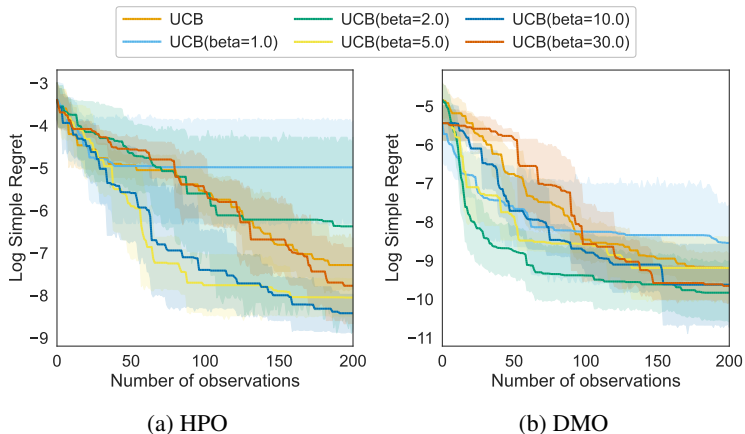 UCB UCB(beta=2.0) UCB(beta=10.0)
UCB(beta=1.0) UCB(beta=5.0) UCB(beta=30.0)
Log Simple Regret
−3
−4
−5
−6
−7
−8
−9
0 50 100 150 200
Number of observations
(a) HPO
Log Simple Regret
−5
−6
−7
−8
−9
−10
−11
0 50 100 150 200
Number of observations
(b) DMO